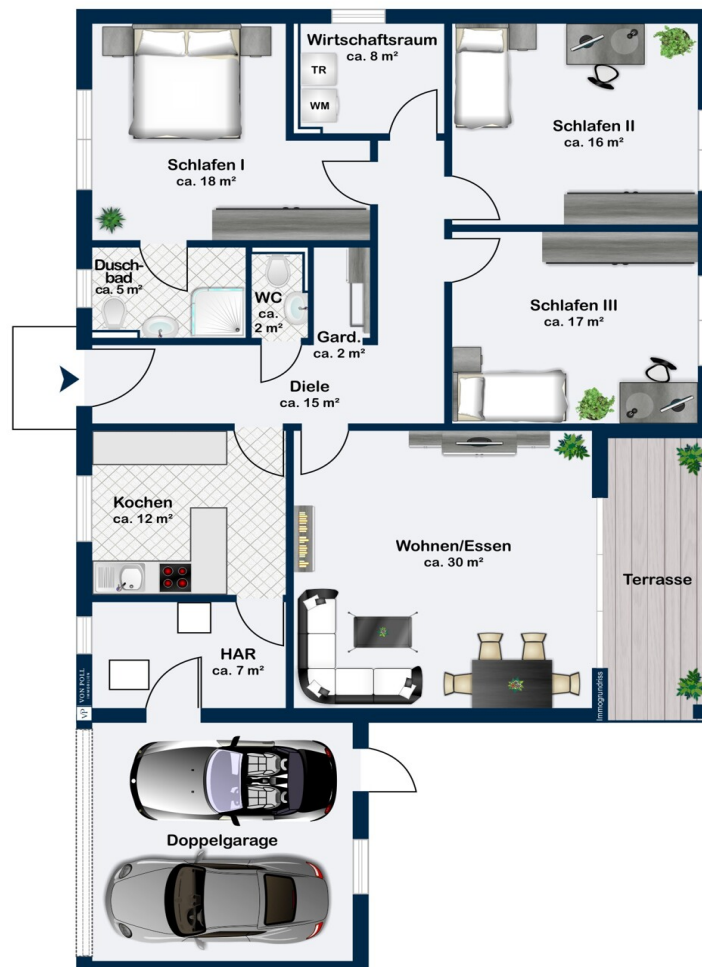 Wirtschaftsraum
ca. 8 m²
TR
WM
Schlafen I
ca. 18 m²
Schlafen II
ca. 16 m²
Dusch-
bad
ca. 5 m²
WC
ca.
2 m²
Gard.
ca. 2 m²
Schlafen III
ca. 17 m²
Diele
ca. 15 m²
Kochen
ca. 12 m²
Wohnen/Essen
ca. 30 m²
Terrasse
HAR
ca. 7 m²
VON POLL
IMMOBILIEN
VP
Immogrundriss
Doppelgarage